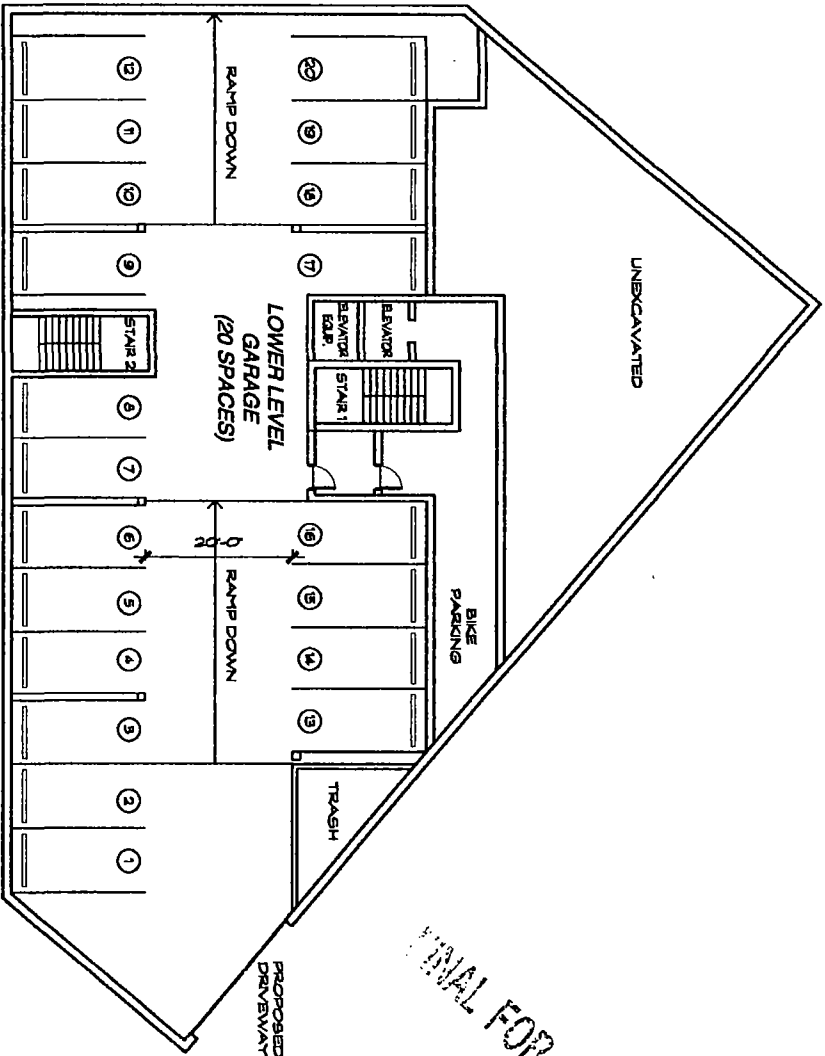 UNEXCAVATED
20
19
18
17
RAMP DOWN
12
11
10
9
ELEVATOR
ELEVATOR
EQUIP.
STAIR 1
LOWER LEVEL
GARAGE
(20 SPACES)
STAIR 2
8
7
BIKE
PARKING
16
15
14
13
20'-0
RAMP DOWN
6
5
4
3
2
1
TRASH
PROPOSED
DRIVEWAY
FINAL FOR